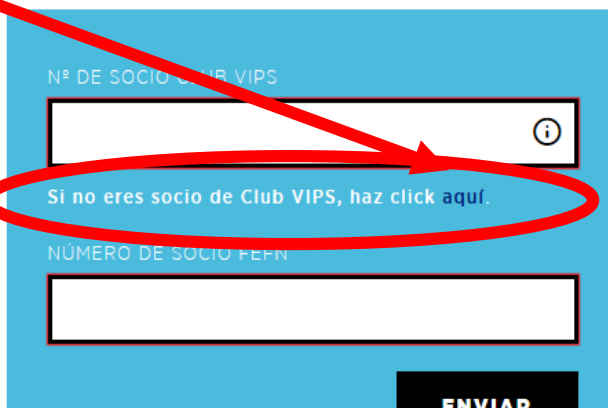 Nº DE SOCIO CLUB VIPS
Si no eres socio de Club VIPS, haz click aquí.
NÚMERO DE SOCIO FEFN
ENVIAR